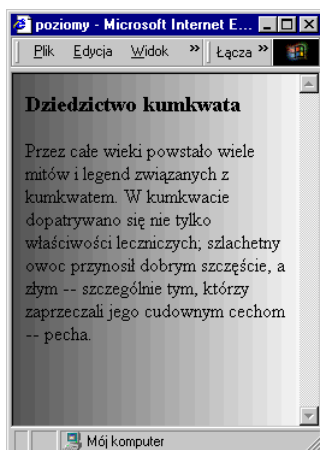 poziomy - Microsoft Internet E...
Plik Edycja Widok » Łącza »
Dziedzictwo kumkwata
Przez całe wieki powstało wiele
mitów i legend związanych z
kumkwatem. W kumkwacie
dopatrywano się nie tylko
właściwości leczniczych; szlachetny
owoc przynosił dobrym szczęście, a
złym -- szczególnie tym, którzy
zaprzeczali jego cudownym cechom
-- pecha.
Mój komputer